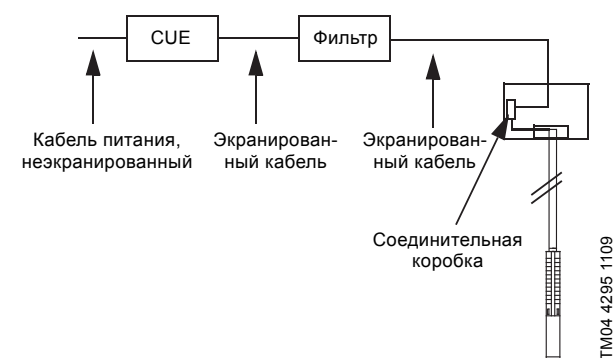 CUE
Фильтр
Кабель питания,
неэкранированный
Экранирован-
ный кабель
Экранирован-
ный кабель
Соединительная
коробка
TM04 4295 1109